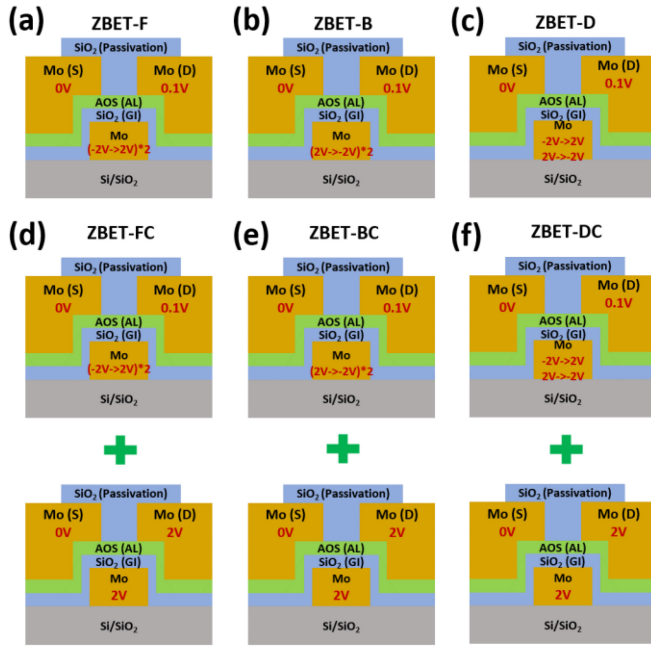 (a) ZBET-F
SiO₂ (Passivation)
Mo (S) Mo (D)
0V 0.1V
AOS (AL)
SiO₂ (GI)
Mo
(-2V->2V)*2
Si/SiO₂
(b) ZBET-B
SiO₂ (Passivation)
Mo (S) Mo (D)
0V 0.1V
AOS (AL)
SiO₂ (GI)
Mo
(2V->-2V)*2
Si/SiO₂
(c) ZBET-D
SiO₂ (Passivation)
Mo (S) Mo (D)
0V 0.1V
AOS (AL)
SiO₂ (GI)
Mo
-2V->2V
2V->-2V
Si/SiO₂
(d) ZBET-FC
SiO₂ (Passivation)
Mo (S) Mo (D)
0V 0.1V
AOS (AL)
SiO₂ (GI)
Mo
(-2V->2V)*2
Si/SiO₂
+
SiO₂ (Passivation)
Mo (S) Mo (D)
0V 2V
AOS (AL)
SiO₂ (GI)
Mo
2V
Si/SiO₂
(e) ZBET-BC
SiO₂ (Passivation)
Mo (S) Mo (D)
0V 0.1V
AOS (AL)
SiO₂ (GI)
Mo
(2V->-2V)*2
Si/SiO₂
+
SiO₂ (Passivation)
Mo (S) Mo (D)
0V 2V
AOS (AL)
SiO₂ (GI)
Mo
2V
Si/SiO₂
(f) ZBET-DC
SiO₂ (Passivation)
Mo (S) Mo (D)
0V 0.1V
AOS (AL)
SiO₂ (GI)
Mo
-2V->2V
2V->-2V
Si/SiO₂
+
SiO₂ (Passivation)
Mo (S) Mo (D)
0V 2V
AOS (AL)
SiO₂ (GI)
Mo
2V
Si/SiO₂